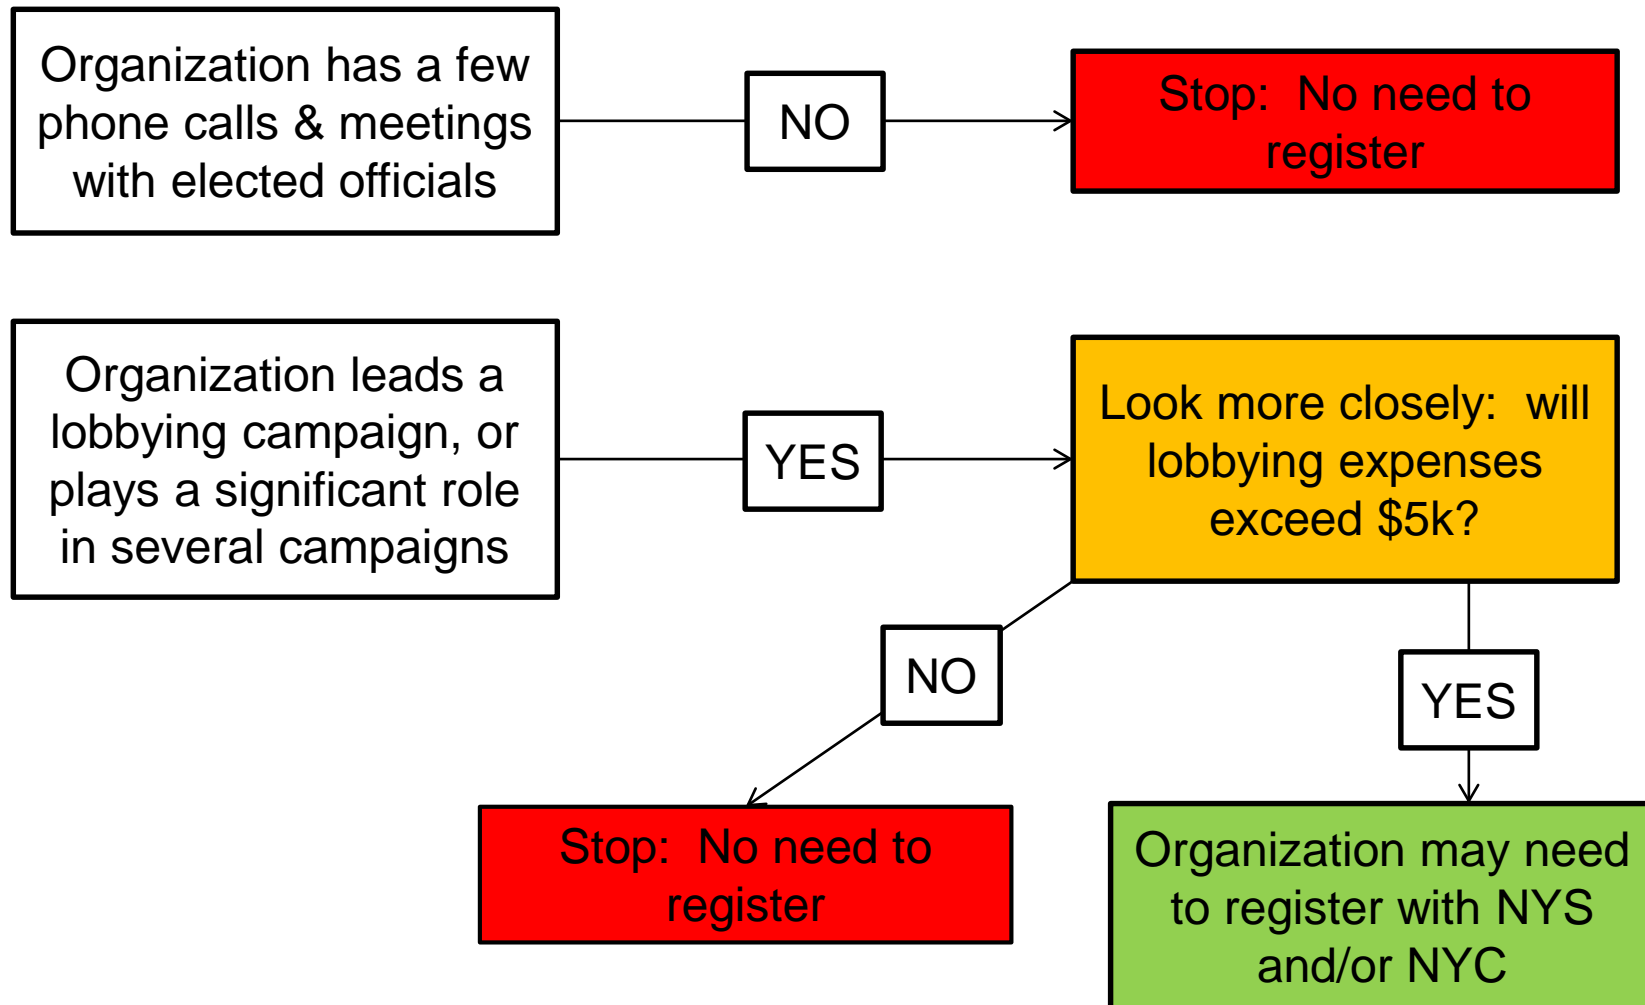 Organization has a few
phone calls & meetings
with elected officials
NO
Stop:  No need to
register
Organization leads a
lobbying campaign, or
plays a significant role
in several campaigns
YES
Look more closely:  will
lobbying expenses
exceed $5k?
NO
YES
Stop:  No need to
register
Organization may need
to register with NYS
and/or NYC